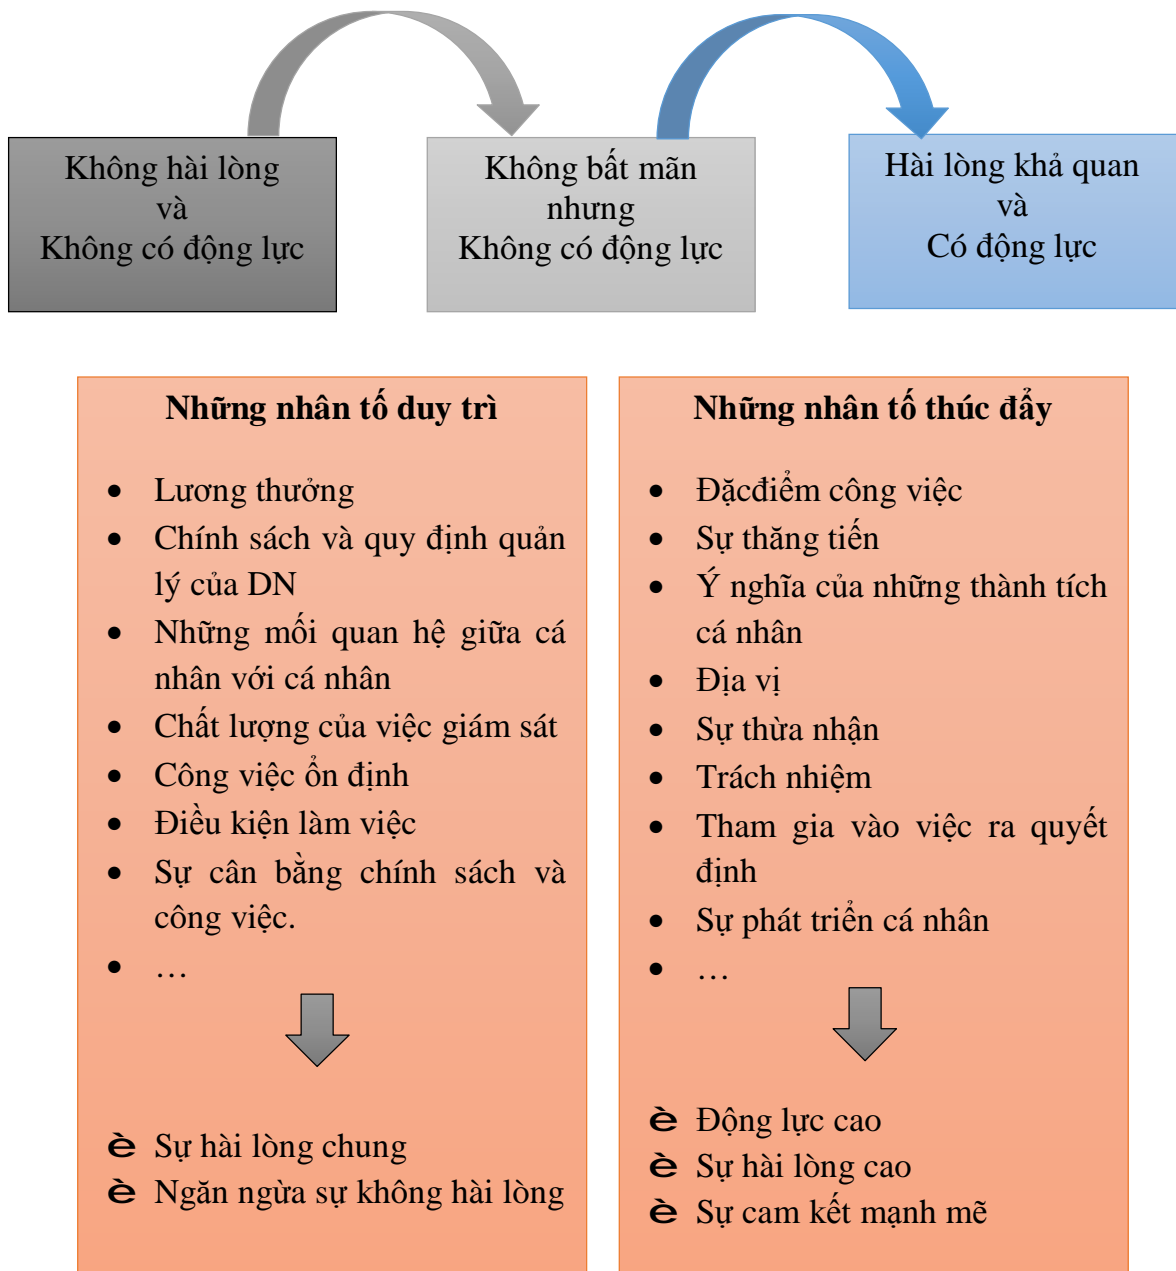 Không hài lòng
và
Không có động lực
Không bất mãn
nhưng
Không có động lực
Hài lòng khả quan
và
Có động lực
Những nhân tố duy trì
• Lương thưởng
• Chính sách và quy định quản
lý của DN
• Những mối quan hệ giữa cá
nhân với cá nhân
• Chất lượng của việc giám sát
• Công việc ổn định
• Điều kiện làm việc
• Sự cân bằng chính sách và
công việc.
• …
è Sự hài lòng chung
è Ngăn ngừa sự không hài lòng
Những nhân tố thúc đẩy
• Đặcđiểm công việc
• Sự thăng tiến
• Ý nghĩa của những thành tích
cá nhân
• Địa vị
• Sự thừa nhận
• Trách nhiệm
• Tham gia vào việc ra quyết
định
• Sự phát triển cá nhân
• …
è Động lực cao
è Sự hài lòng cao
è Sự cam kết mạnh mẽ